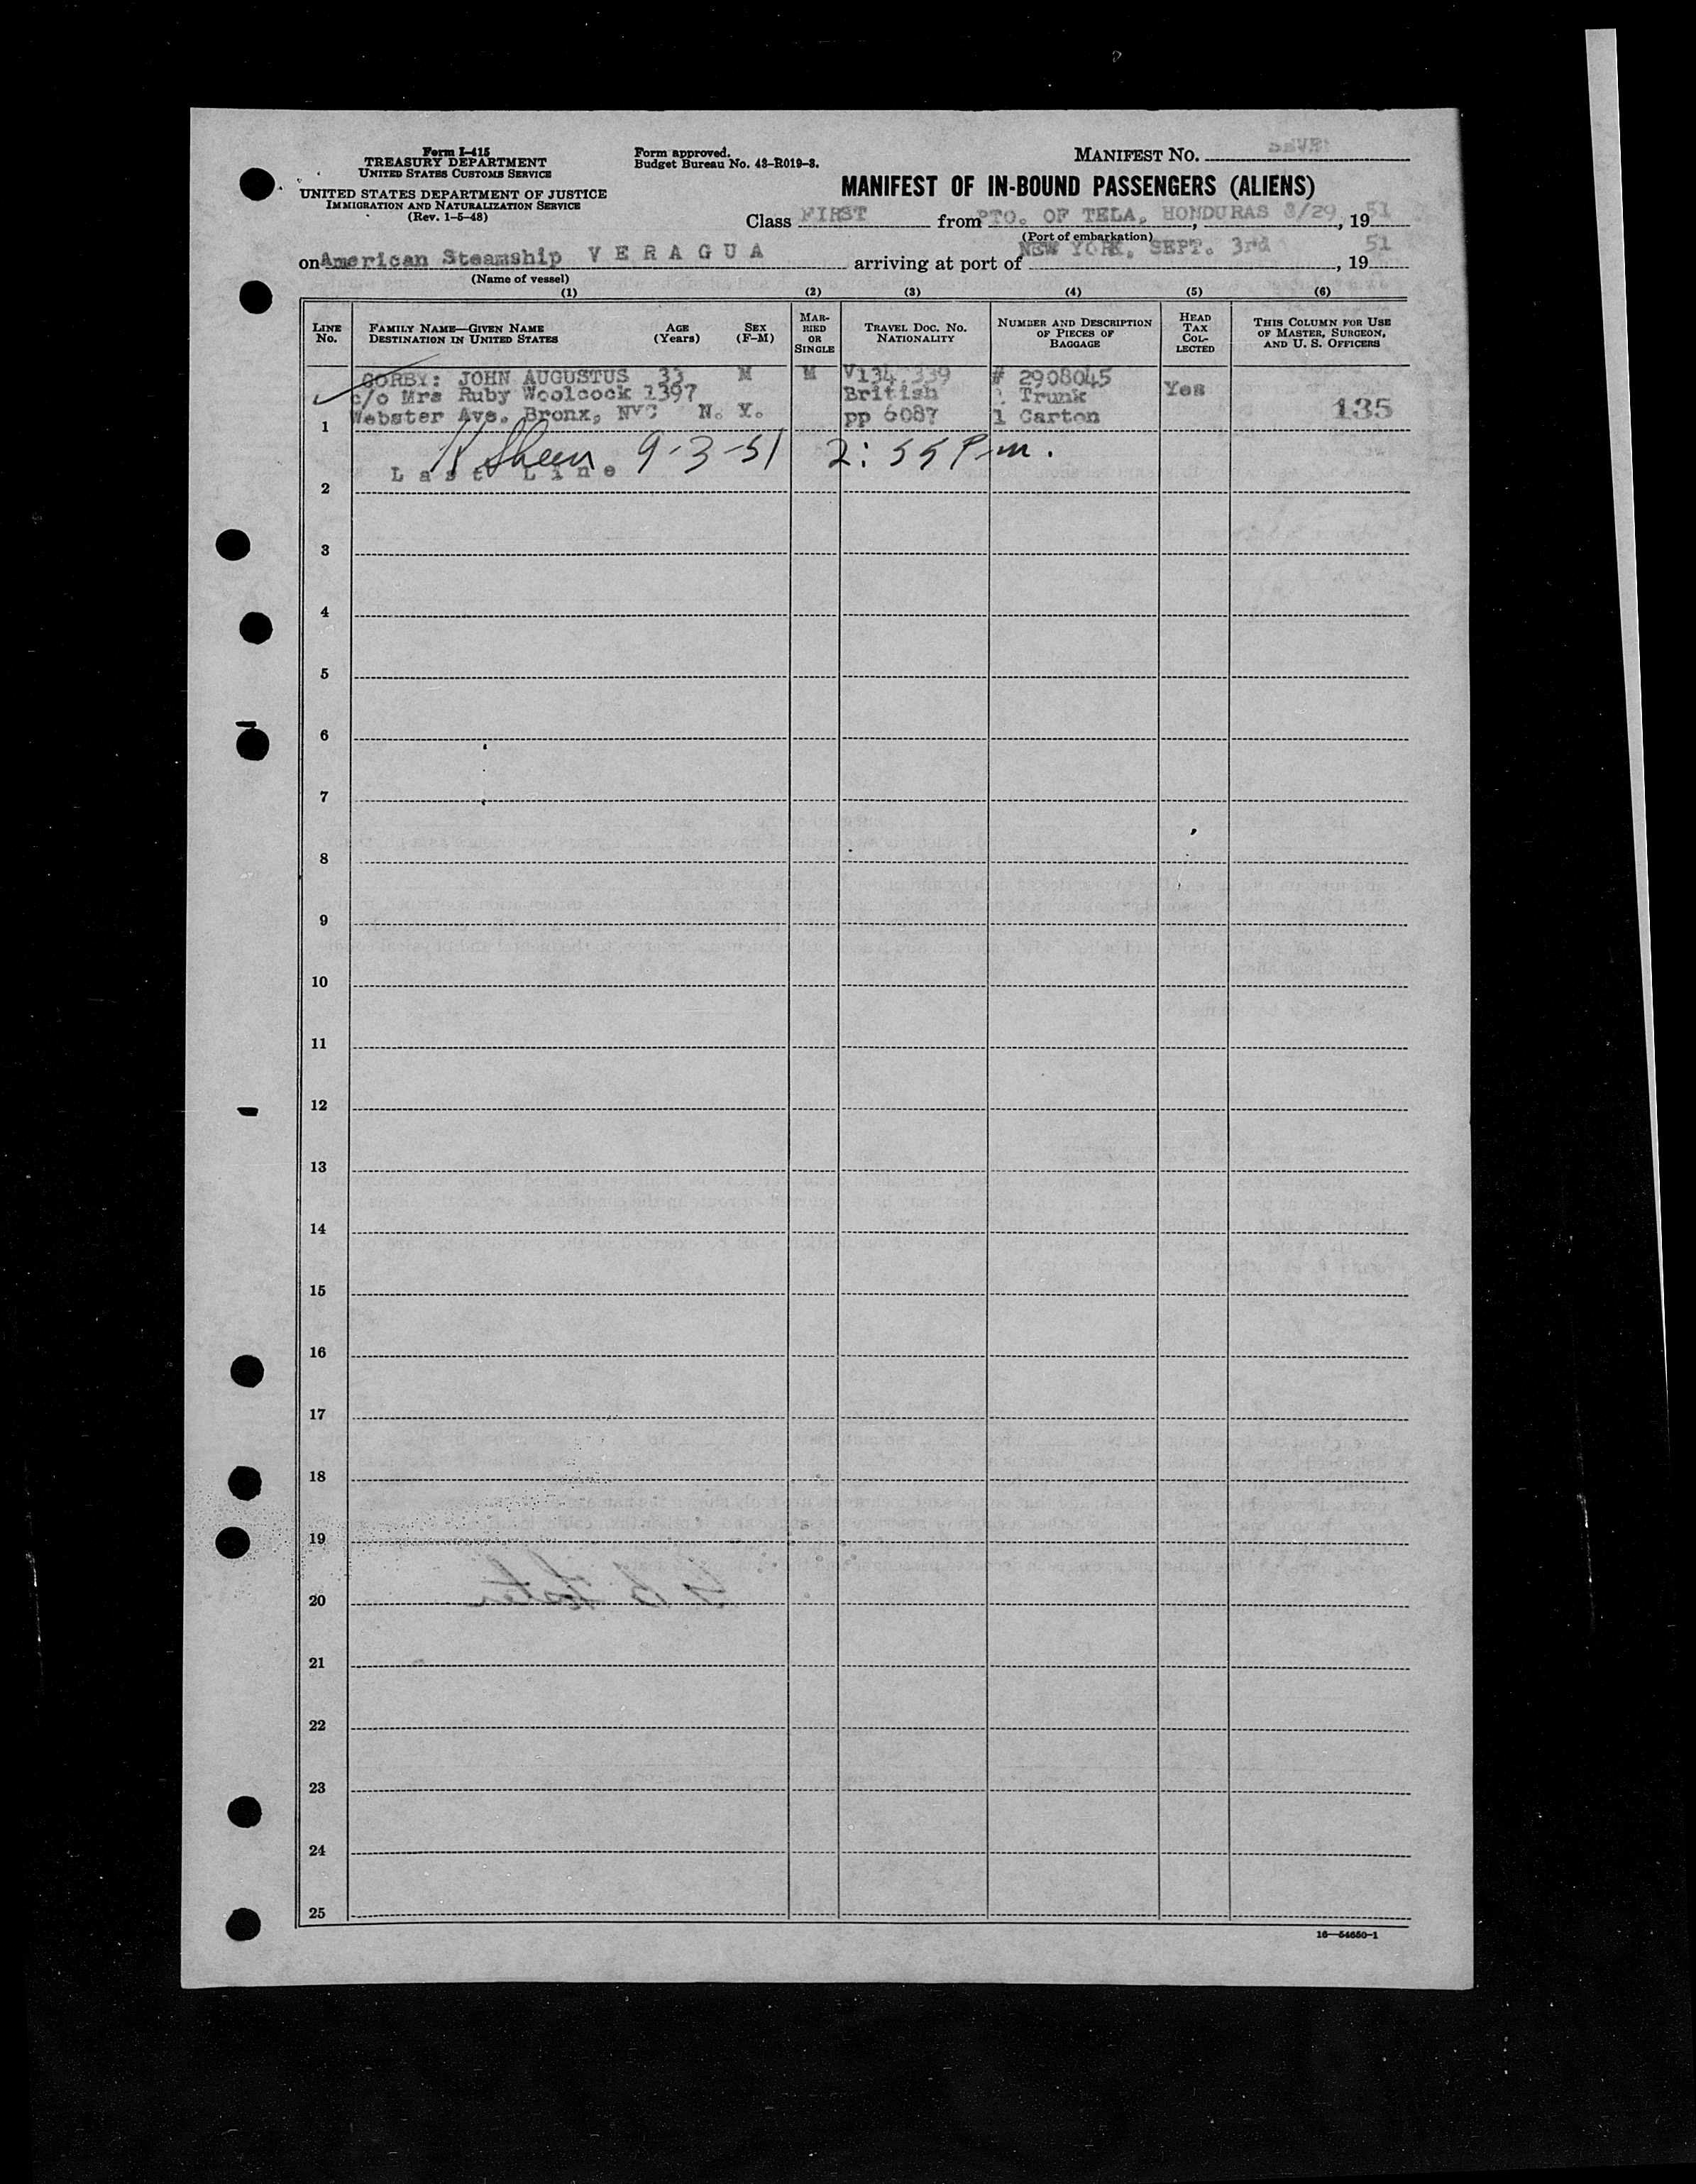 Form I-415
TREASURY DEPARTMENT
UNITED STATES CUSTOMS SERVICE
UNITED STATES DEPARTMENT OF JUSTICE
IMMIGRATION AND NATURALIZATION SERVICE
(Rev. 1-5-48)
Form approved.
Budget Bureau No. 43-R019-3.
MANIFEST NO.
MANIFEST OF IN-BOUND PASSENGERS (ALIENS)
Class FIRST from PTO. OF TELA, HONDURAS 8/29, 19 51
(Port of embarkation)
on American Steamship VERAGUA arriving at port of NEW YORK, SEPT. 3rd, 19 51
(Name of vessel)
(1) (2) (3) (4) (5) (6)
LINE NO. FAMILY NAME—GIVEN NAME DESTINATION IN UNITED STATES AGE (Years) SEX (F-M) MARRIED OR SINGLE TRAVEL DOC. NO. NATIONALITY NUMBER AND DESCRIPTION OF PIECES OF BAGGAGE HEAD TAX COLLECTED THIS COLUMN FOR USE OF MASTER, SURGEON, AND U. S. OFFICERS
JOHN AUGUSTUS 33 M M V134 339 # 2908045
c/o Mrs Ruby Woolcock 1397 British Trunk Yes
Webster Ave. Bronx, NYC N. Y. pp 6087 1 Carton 135
1
9-3-51 2:55 P.m.
Last Line
2
3
4
5
6
7
8
9
10
11
12
13
14
15
16
17
18
19
20
21
22
23
24
25
16—54650-1